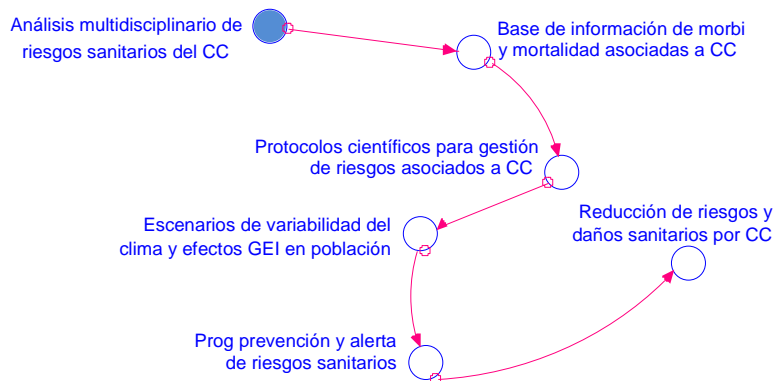 Análisis multidisciplinario de
riesgos sanitarios del CC
Base de información de morbi
y mortalidad asociadas a CC
Protocolos científicos para gestión
de riesgos asociados a CC
Escenarios de variabilidad del
clima y efectos GEI en población
Reducción de riesgos y
daños sanitarios por CC
Prog prevención y alerta
de riesgos sanitarios